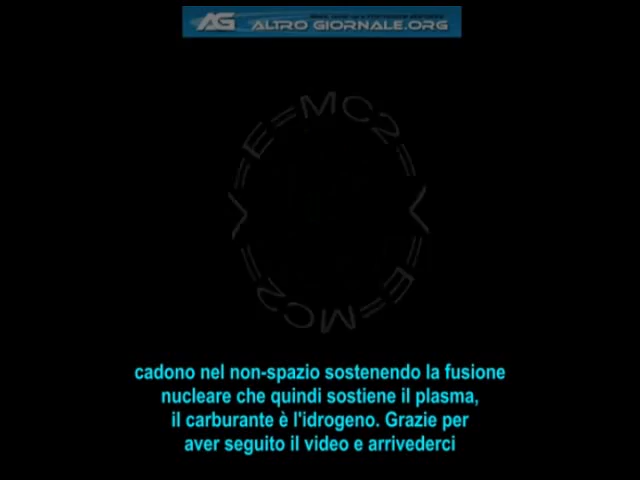 AG ALTRO GIORNALE.ORG
=E=MC2=
V=E=MC2=V
cadono nel non-spazio sostenendo la fusione
nucleare che quindi sostiene il plasma,
il carburante è l'idrogeno. Grazie per
aver seguito il video e arrivederci